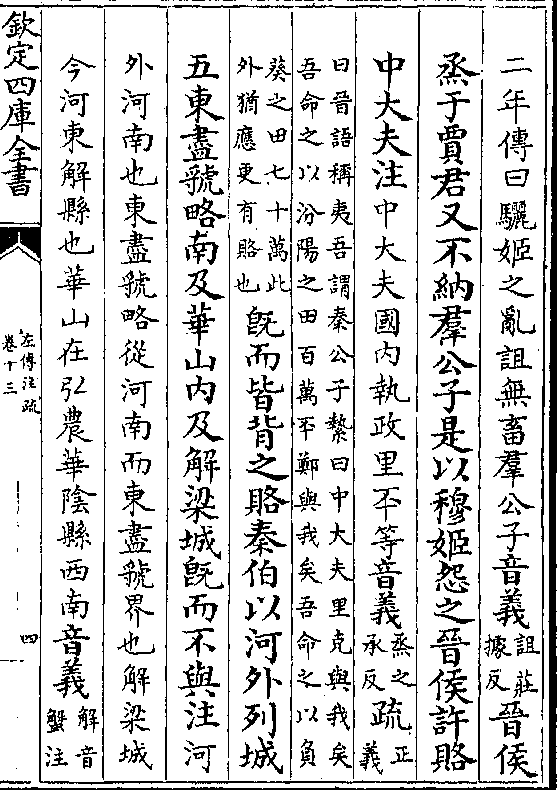 二年傳曰驪姬之亂詛無畜羣公子音義詛莊據反晉侯
烝于賈君又不納羣公子是以穆姬怨之晉侯許賂
中大夫注中大夫國內執政里丕等音義烝之承反疏正義
曰晉語稱夷吾謂秦公子縶曰中大夫里克與我矣
吾命之以汾陽之田百萬丕鄭與我矣吾命之以負
葵之田七十萬此外猶應更有賂也既而皆背之賂秦伯以河外列城
五東盡虢略南及華山內及解梁城既而不與注河
外河南也東盡虢略從河南而東盡虢界也解梁城
今河東解縣也華山在弘農華陰縣西南音義解音蟹注
欽定四庫全書
左傳注疏
卷十三
四